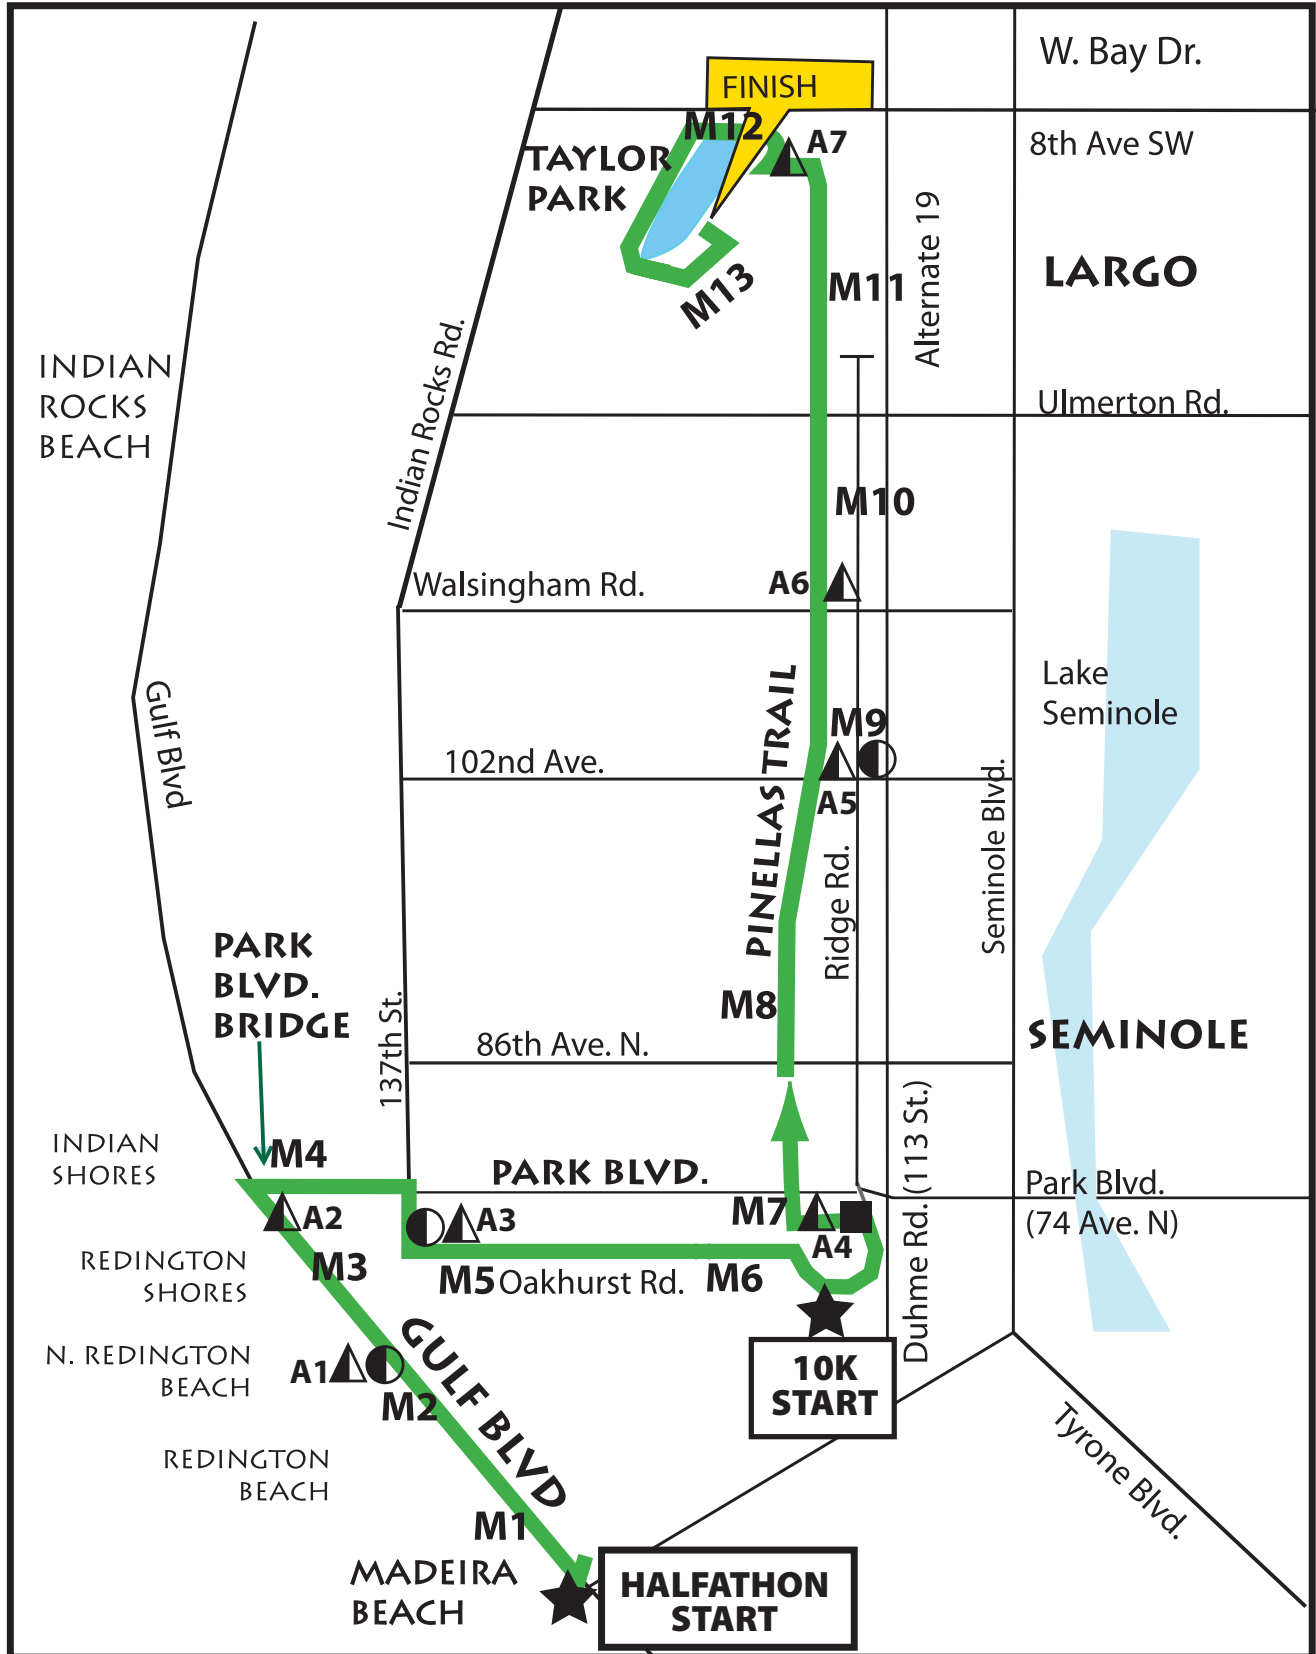 W. Bay Dr.
FINISH
M12
A7
8th Ave SW
TAYLOR
PARK
Alternate 19
LARGO
M11
M13
INDIAN
ROCKS
BEACH
Indian Rocks Rd.
Ulmerton Rd.
M10
Walsingham Rd.
A6
Lake
Seminole
Gulf Blvd
PINELLAS TRAIL
M9
102nd Ave.
A5
Ridge Rd.
Seminole Blvd.
PARK
BLVD.
BRIDGE
M8
137th St.
86th Ave. N.
SEMINOLE
INDIAN
SHORES
M4
PARK BLVD.
Duhme Rd. (113 St.)
Park Blvd.
(74 Ave. N)
A2
A3
M7
A4
REDINGTON
SHORES
M3
M5
Oakhurst Rd.
M6
N. REDINGTON
BEACH
A1
M2
GULF BLVD
10K
START
Tyrone Blvd.
REDINGTON
BEACH
M1
MADEIRA
BEACH
HALFATHON
START